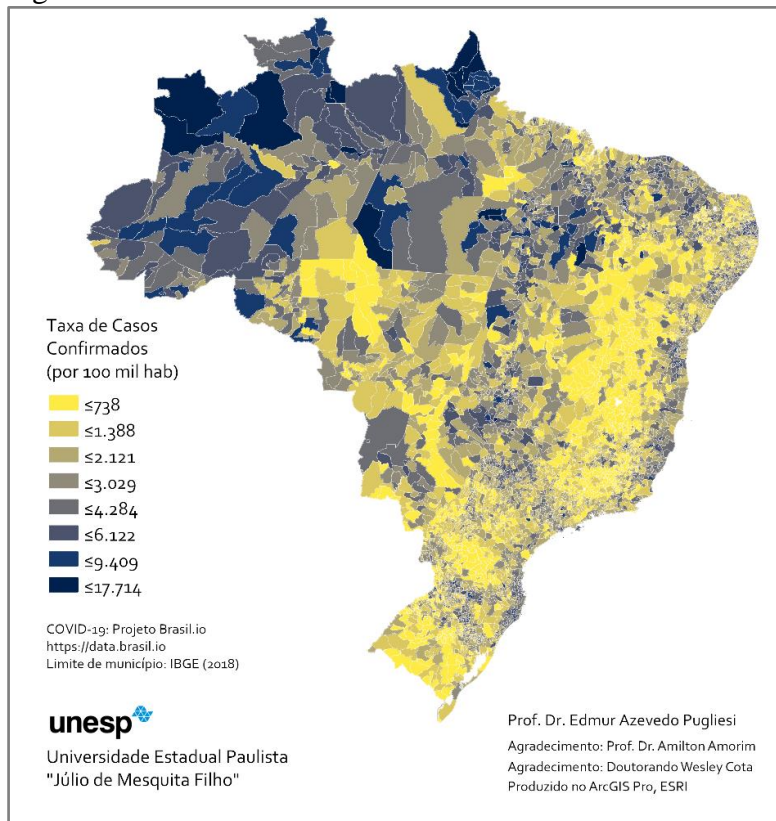 Taxa de Casos
Confirmados
(por 100 mil hab)
≤738
≤1.388
≤2.121
≤3.029
≤4.284
≤6.122
≤9.409
≤17.714
COVID-19: Projeto Brasil.io
https://data.brasil.io
Limite de município: IBGE (2018)
unesp
Universidade Estadual Paulista
"Júlio de Mesquita Filho"
Prof. Dr. Edmur Azevedo Pugliesi
Agradecimento: Prof. Dr. Amilton Amorim
Agradecimento: Doutorando Wesley Cota
Produzido no ArcGIS Pro, ESRI